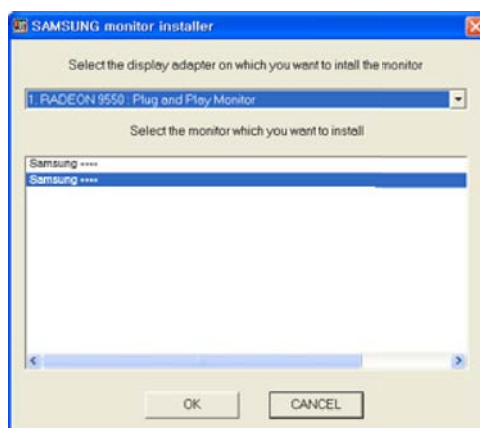 SAMSUNG monitor installer
Select the display adapter on which you want to intall the monitor
1. RADEON 9550 : Plug and Play Monitor
Select the monitor which you want to install
Samsung ····
Samsung ····
OK
CANCEL